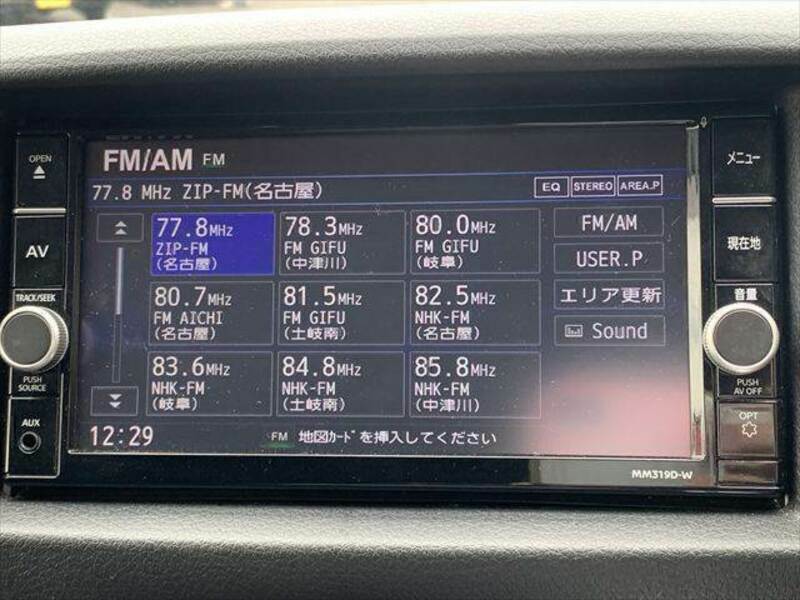 OPEN
AV
TRACK/SEEK
PUSH
SOURCE
AUX
FM/AM FM
77.8 MHz ZIP-FM(名古屋)
EQ STEREO AREA.P
77.8MHz
ZIP-FM
(名古屋)
78.3MHz
FM GIFU
(中津川)
80.0MHz
FM GIFU
(岐阜)
80.7MHz
FM AICHI
(名古屋)
81.5MHz
FM GIFU
(土岐南)
82.5MHz
NHK-FM
(名古屋)
83.6MHz
NHK-FM
(岐阜)
84.8MHz
NHK-FM
(土岐南)
85.8MHz
NHK-FM
(中津川)
FM/AM
USER.P
エリア更新
Sound
12:29
FM 地図ｶｰﾄﾞを挿入してください
メニュー
現在地
音量
PUSH
AV OFF
OPT
MM319D-W